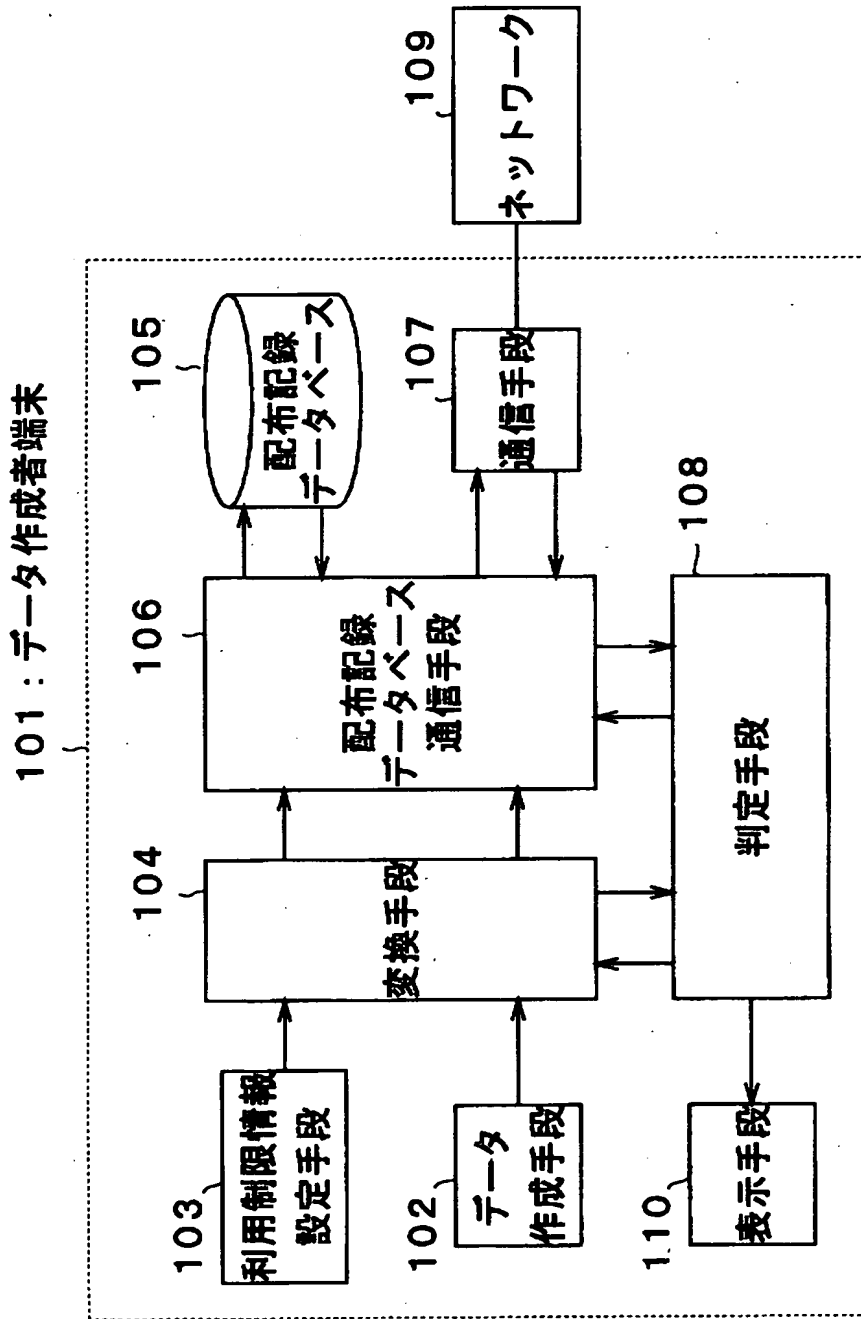 101:データ作成者端末
103
利用制限情報
設定手段
102
データ
作成手段
104
変換手段
106
配布記録
データベース
通信手段
105
配布記録
データベース
107
通信手段
109
ネットワーク
108
判定手段
110
表示手段